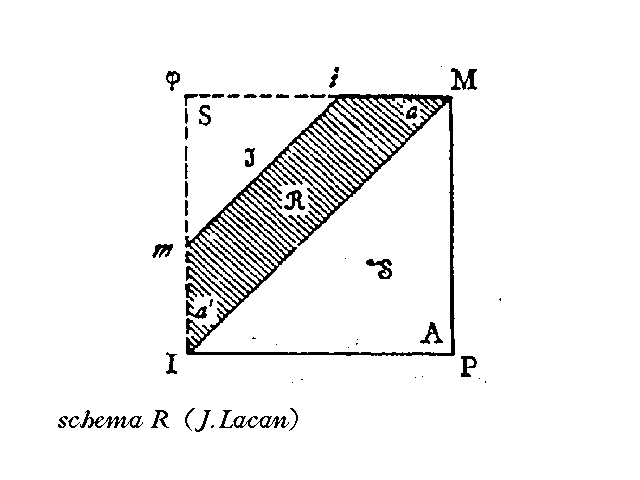 φ i M
S a
ℐ
ℛ
m
𝒮
a'
A
I P
schema R (J.Lacan)